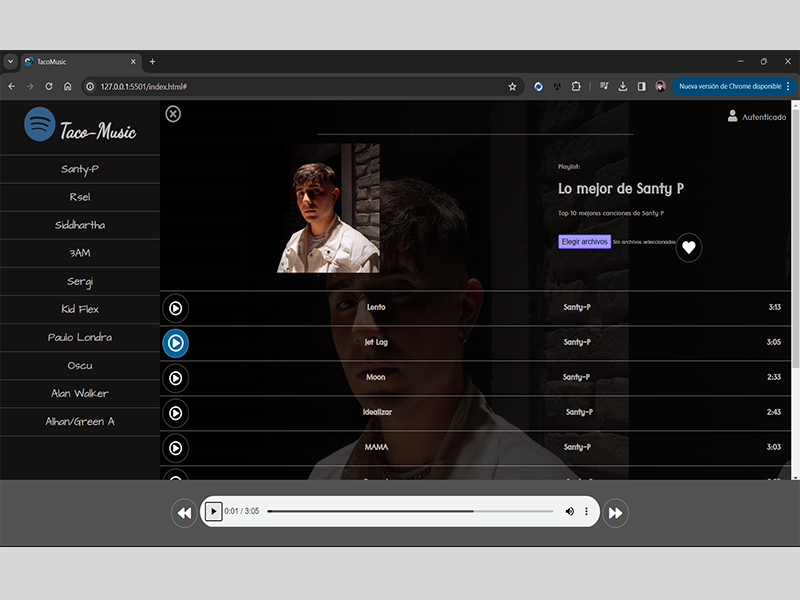 TacoMusic
127.0.0.1:5501/index.html#
Nueva versión de Chrome disponible
Taco-Music
Autenticado
Santy-P
Rsel
Siddhartha
3AM
Sergi
Kid Flex
Paulo Londra
Oscu
Alan Walker
Alhan/Green A
Playlist:
Lo mejor de Santy P
Top 10 mejores canciones de Santy P
Elegir archivos Sin archivos seleccionados
Lento Santy-P 3:13
Jet Lag Santy-P 3:05
Moon Santy-P 2:33
Idealizar Santy-P 2:43
MAMA Santy-P 3:03
0:01 / 3:05